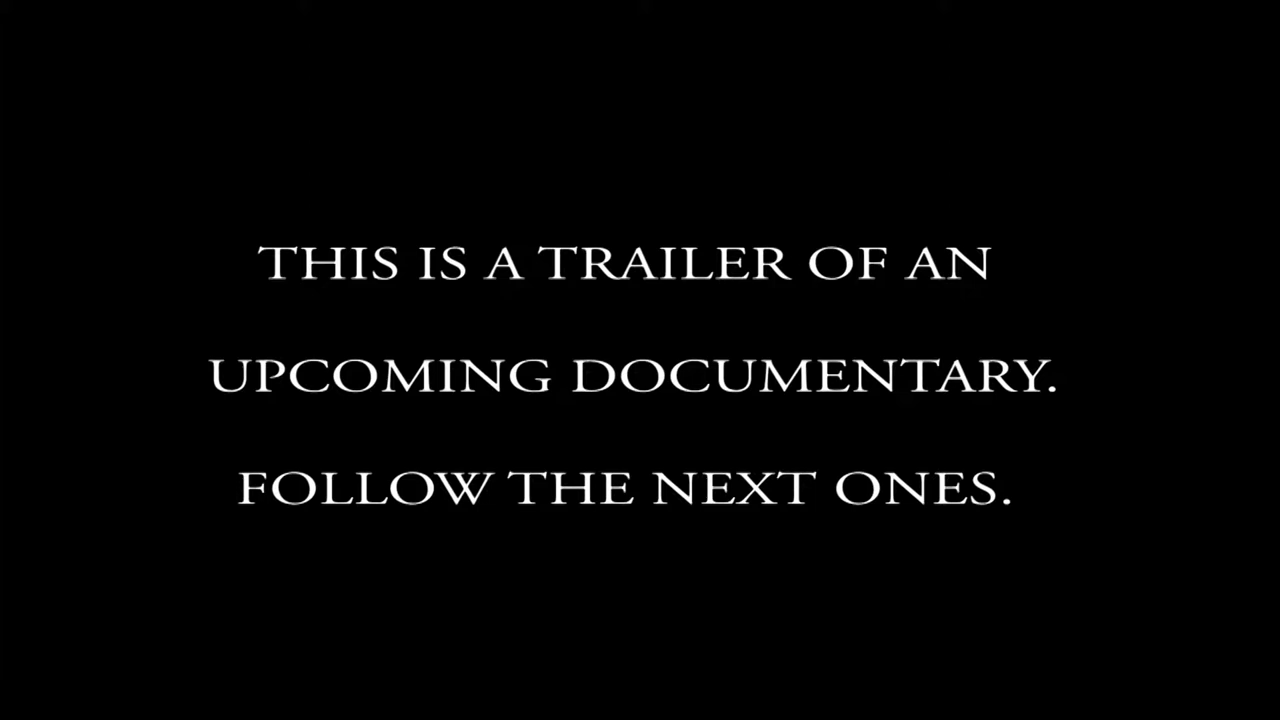 THIS IS A TRAILER OF AN
UPCOMING DOCUMENTARY.
FOLLOW THE NEXT ONES.